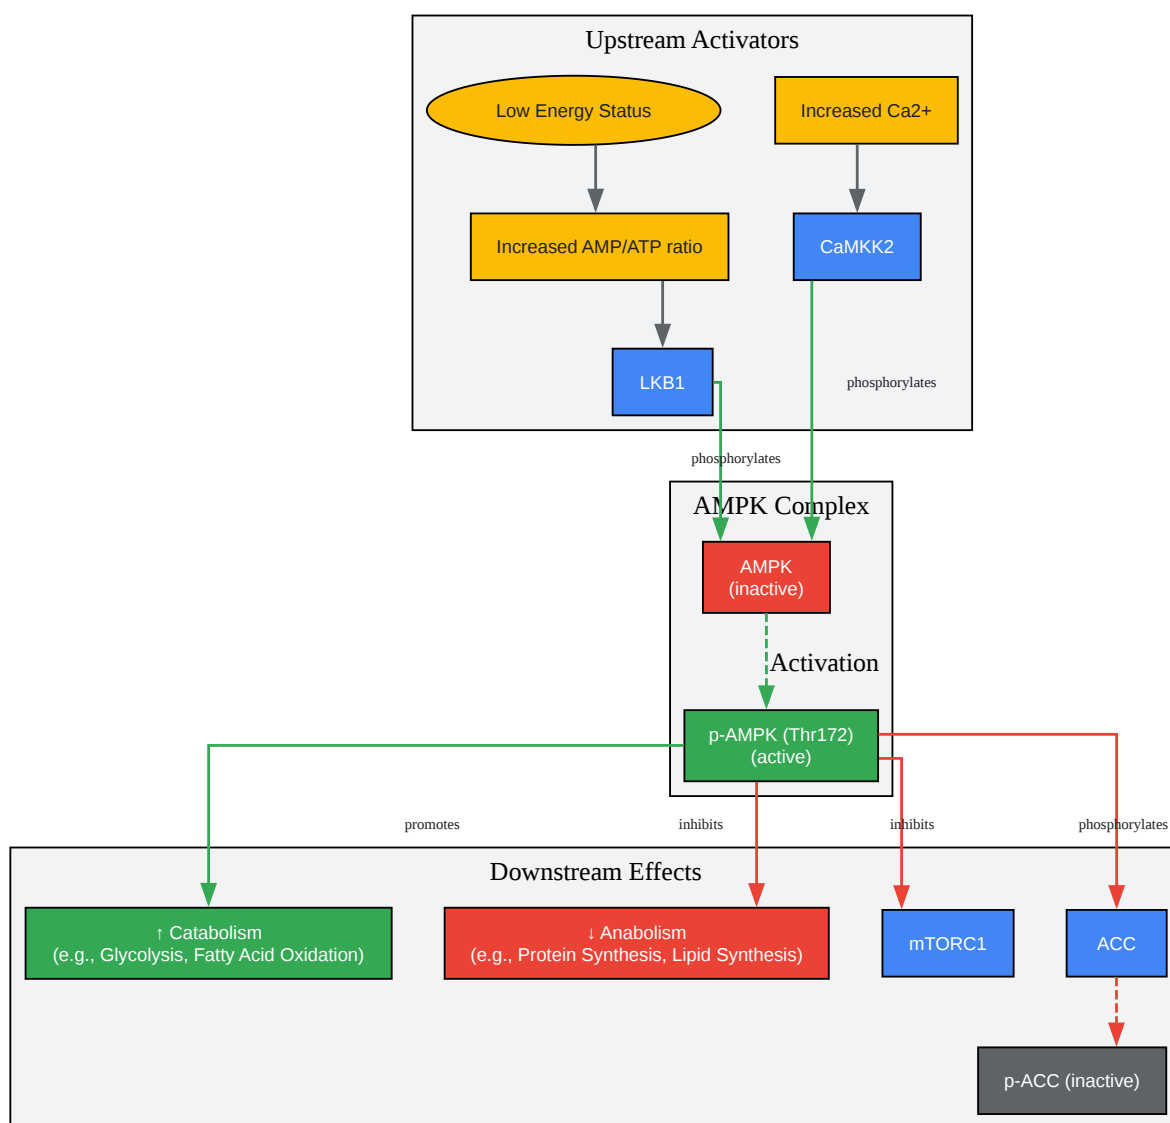 Upstream Activators
Low Energy Status
Increased Ca2+
Increased AMP/ATP ratio
CaMKK2
LKB1
phosphorylates
phosphorylates
AMPK Complex
AMPK
(inactive)
Activation
p-AMPK (Thr172)
(active)
promotes
inhibits
inhibits
phosphorylates
Downstream Effects
↑ Catabolism
(e.g., Glycolysis, Fatty Acid Oxidation)
↓ Anabolism
(e.g., Protein Synthesis, Lipid Synthesis)
mTORC1
ACC
p-ACC (inactive)